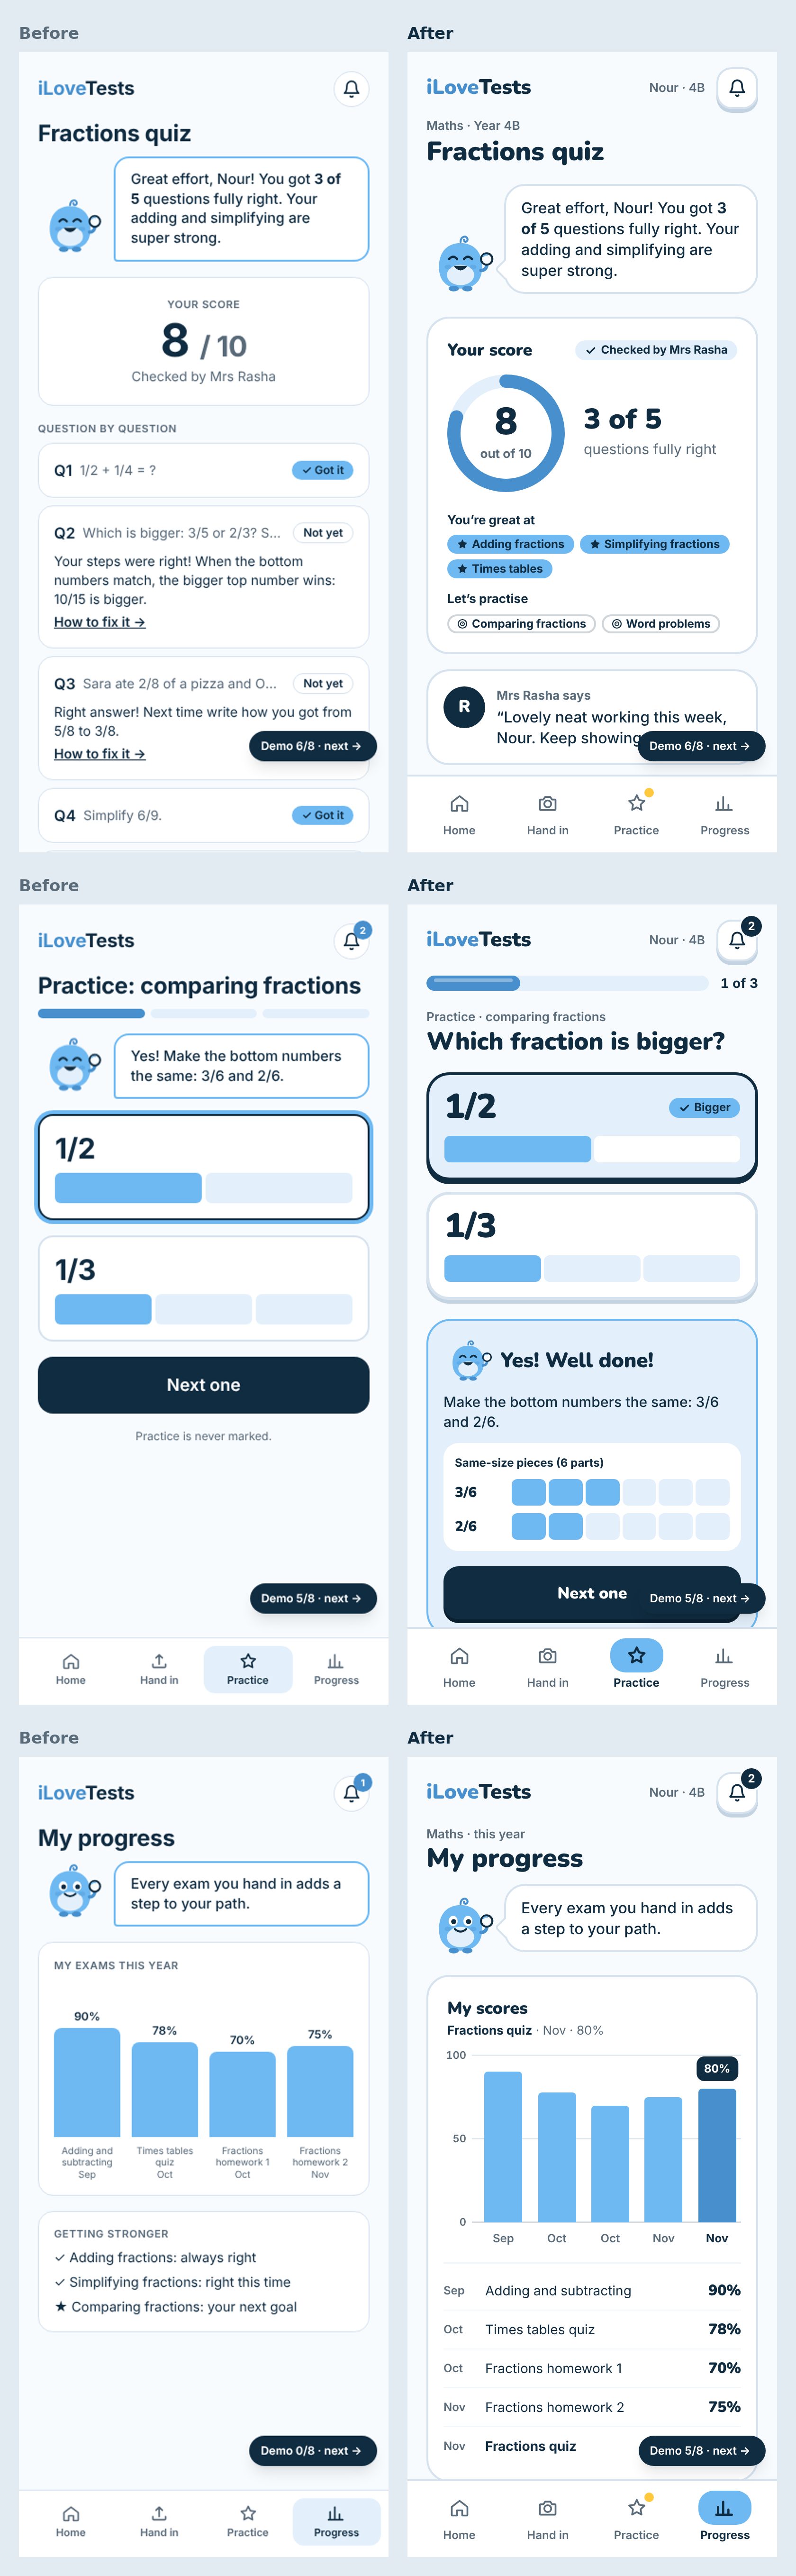 Before
iLoveTests
Fractions quiz
Great effort, Nour! You got 3 of
5 questions fully right. Your
adding and simplifying are
super strong.
YOUR SCORE
8 / 10
Checked by Mrs Rasha
QUESTION BY QUESTION
Q1 1/2 + 1/4 = ?
✓ Got it
Q2 Which is bigger: 3/5 or 2/3? S...
Not yet
Your steps were right! When the bottom
numbers match, the bigger top number wins:
10/15 is bigger.
How to fix it →
Q3 Sara ate 2/8 of a pizza and O...
Not yet
Right answer! Next time write how you got from
5/8 to 3/8.
How to fix it →
Demo 6/8 · next →
Q4 Simplify 6/9.
✓ Got it
After
iLoveTests
Nour · 4B
Maths · Year 4B
Fractions quiz
Great effort, Nour! You got 3
of 5 questions fully right. Your
adding and simplifying are
super strong.
Your score
✓ Checked by Mrs Rasha
8
out of 10
3 of 5
questions fully right
You're great at
★ Adding fractions
★ Simplifying fractions
★ Times tables
Let's practise
Comparing fractions
Word problems
R
Mrs Rasha says
“Lovely neat working this week,
Nour. Keep showing
Demo 6/8 · next →
Home
Hand in
Practice
Progress
Before
iLoveTests
2
Practice: comparing fractions
Yes! Make the bottom numbers
the same: 3/6 and 2/6.
1/2
1/3
Next one
Practice is never marked.
Demo 5/8 · next →
Home
Hand in
Practice
Progress
After
iLoveTests
Nour · 4B
2
1 of 3
Practice · comparing fractions
Which fraction is bigger?
1/2
✓ Bigger
1/3
Yes! Well done!
Make the bottom numbers the same: 3/6
and 2/6.
Same-size pieces (6 parts)
3/6
2/6
Next one
Demo 5/8 · next →
Home
Hand in
Practice
Progress
Before
iLoveTests
1
My progress
Every exam you hand in adds a
step to your path.
MY EXAMS THIS YEAR
90%
78%
70%
75%
Adding and
subtracting
Sep
Times tables
quiz
Oct
Fractions
homework 1
Oct
Fractions
homework 2
Nov
GETTING STRONGER
✓ Adding fractions: always right
✓ Simplifying fractions: right this time
★ Comparing fractions: your next goal
Demo 0/8 · next →
Home
Hand in
Practice
Progress
After
iLoveTests
Nour · 4B
2
Maths · this year
My progress
Every exam you hand in adds
a step to your path.
My scores
Fractions quiz · Nov · 80%
100
80%
50
0
Sep
Oct
Oct
Nov
Nov
Sep Adding and subtracting 90%
Oct Times tables quiz 78%
Oct Fractions homework 1 70%
Nov Fractions homework 2 75%
Nov Fractions quiz
Demo 5/8 · next →
Home
Hand in
Practice
Progress